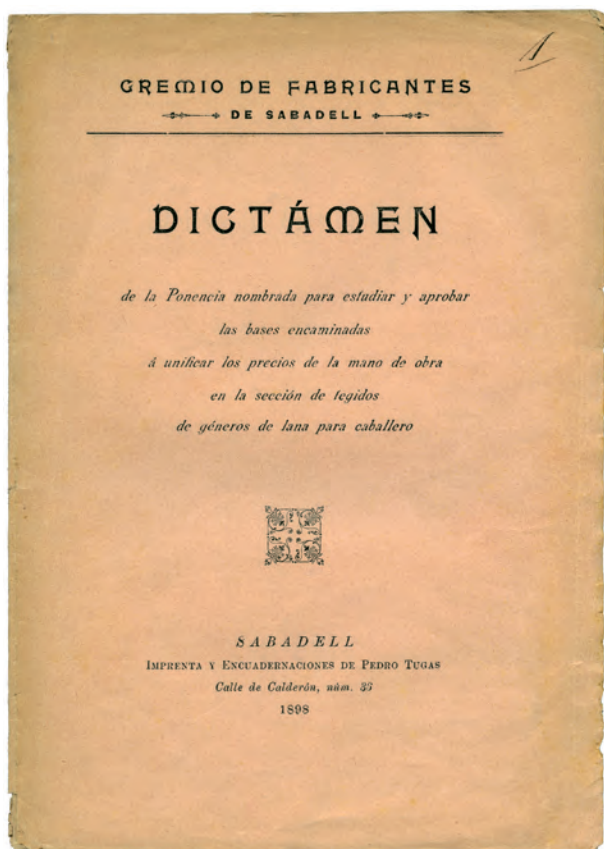 1
GREMIO DE FABRICANTES
DE SABADELL
DICTÁMEN
de la Ponencia nombrada para estudiar y aprobar
las bases encaminadas
á unificar los precios de la mano de obra
en la sección de tegidos
de géneros de lana para caballero
SABADELL
IMPRENTA Y ENCUADERNACIONES DE PEDRO TUGAS
Calle de Calderón, núm. 36
1898